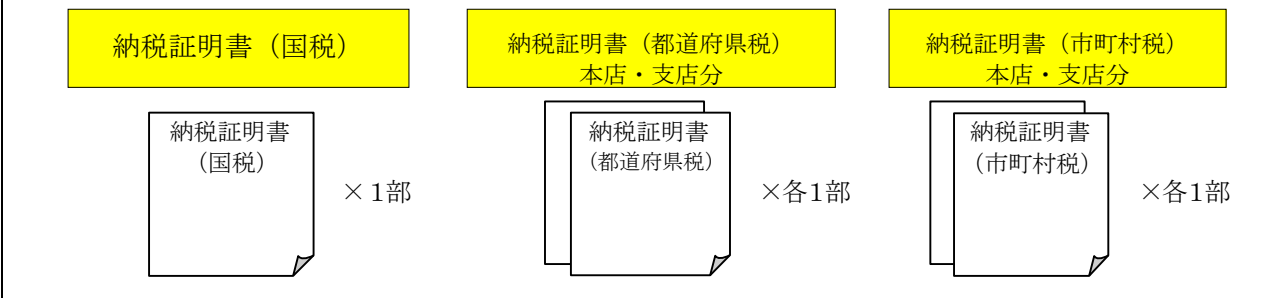 納税証明書（国税）
納税証明書（都道府県税）
本店・支店分
納税証明書（市町村税）
本店・支店分
納税証明書
（国税）
×１部
納税証明書
（都道府県税）
×各１部
納税証明書
（市町村税）
×各１部